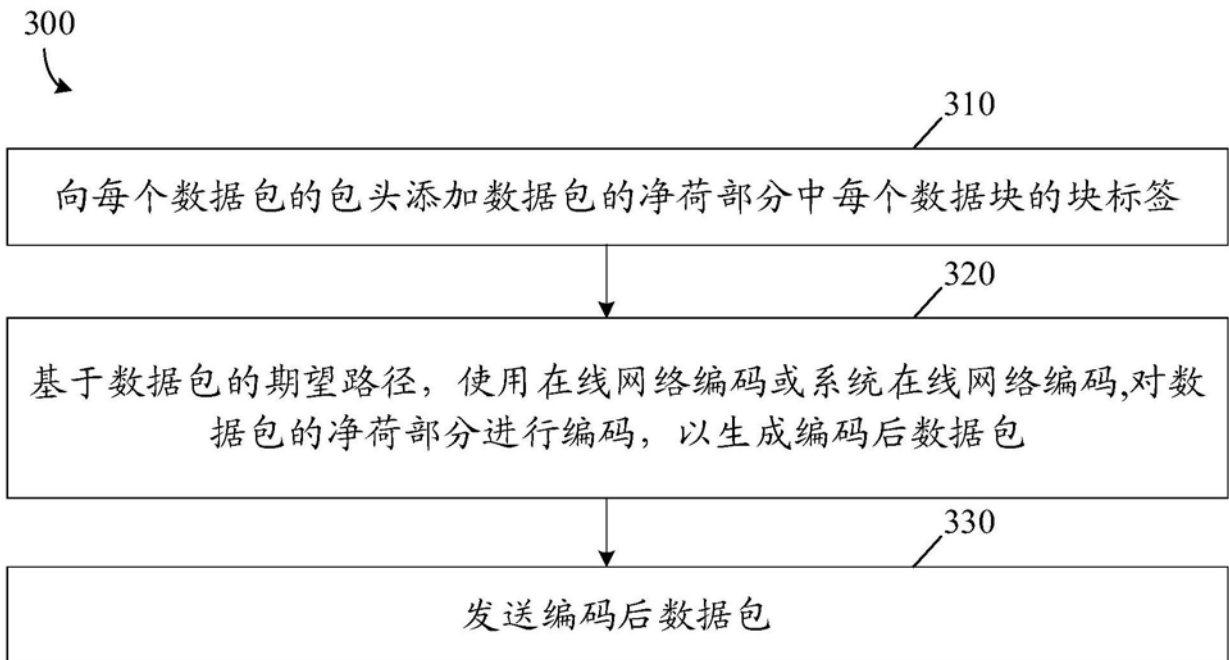 300
310
向每个数据包的包头添加数据包的净荷部分中每个数据块的块标签
320
基于数据包的期望路径，使用在线网络编码或系统在线网络编码,对数
据包的净荷部分进行编码，以生成编码后数据包
330
发送编码后数据包